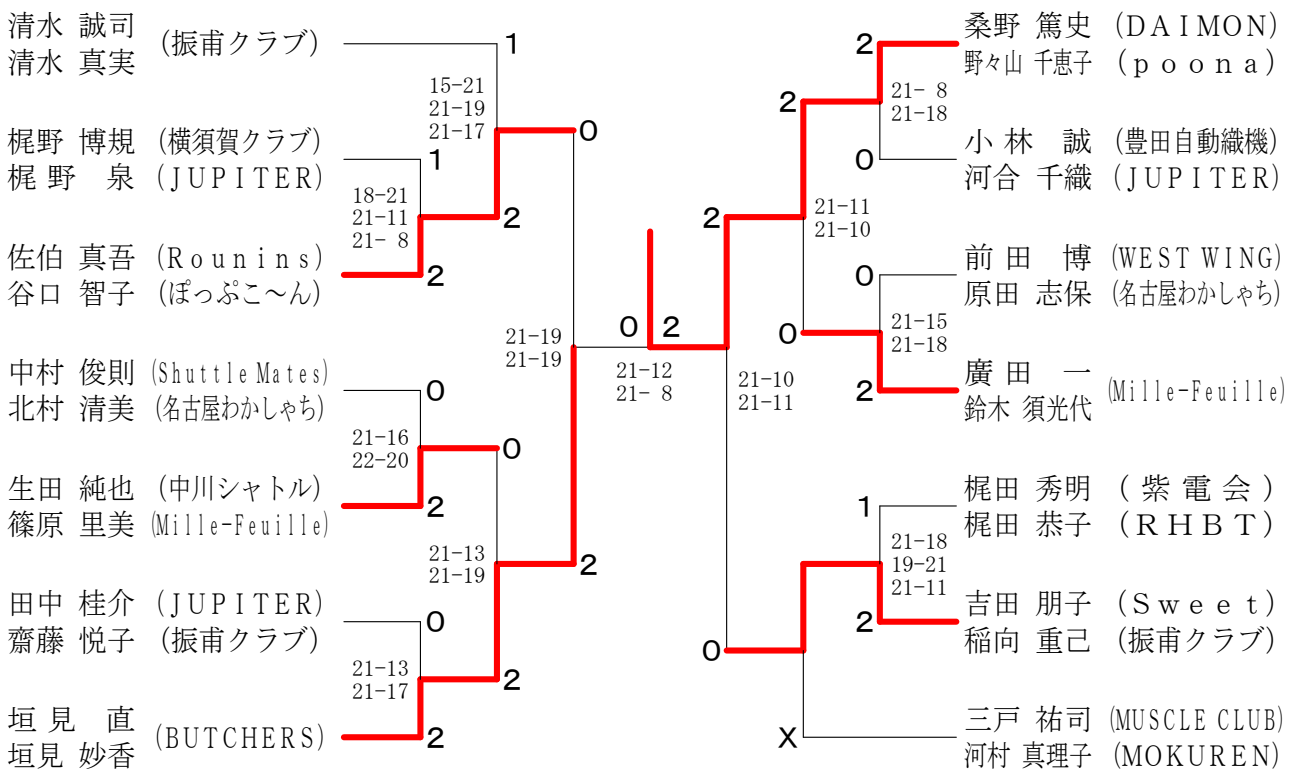 清水 誠司 (振甫クラブ)
清水 真実
1
15-21
21-19
21-17
0
梶野 博規 (横須賀クラブ)
梶野 泉 (JUPITER)
1
18-21
21-11
21- 8
2
佐伯 真吾 (Rounins)
谷口 智子 (ぽっぷこ～ん)
2
21-19
21-19
中村 俊則 (Shuttle Mates)
北村 清美 (名古屋わかしゃち)
0
21-16
22-20
0
生田 純也 (中川シャトル)
篠原 里美 (Mille-Feuille)
2
21-13
21-19
2
田中 桂介 (JUPITER)
齋藤 悦子 (振甫クラブ)
0
21-13
21-17
2
垣見 直 (BUTCHERS)
垣見 妙香
2
0 2
21-12
21- 8
桑野 篤史 (DAIMON)
野々山 千恵子 (poona)
2
21- 8
21-18
2
小林 誠 (豊田自動織機)
河合 千織 (JUPITER)
0
21-11
21-10
2
前田 博 (WEST WING)
原田 志保 (名古屋わかしゃち)
0
21-15
21-18
0
廣田 一 (Mille-Feuille)
鈴木 須光代
2
21-10
21-11
梶田 秀明 (紫電会)
梶田 恭子 (RHBT)
1
21-18
19-21
21-11
吉田 朋子 (Sweet)
稲向 重己 (振甫クラブ)
2
0
三戸 祐司 (MUSCLE CLUB)
河村 真理子 (MOKUREN)
X